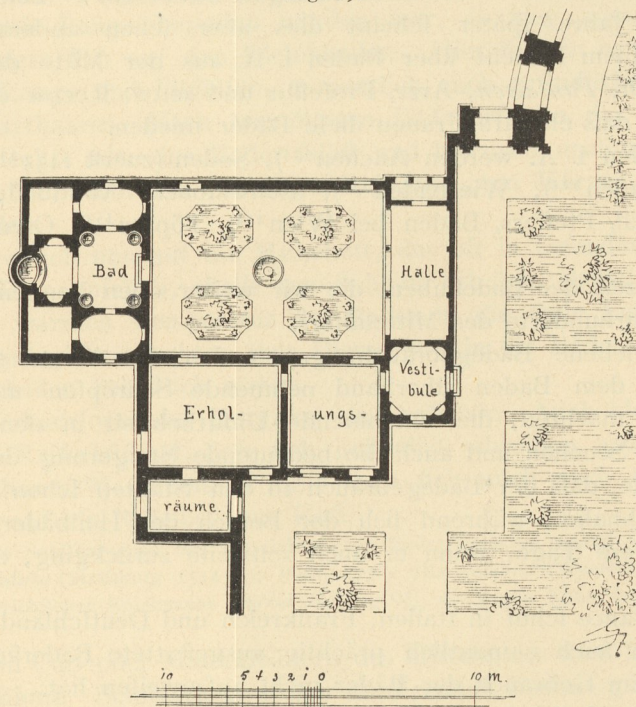 Bad
Halle
Vesti-
bule
Erhol-
ungs-
räume.
10 5 4 3 2 1 0 10 m.